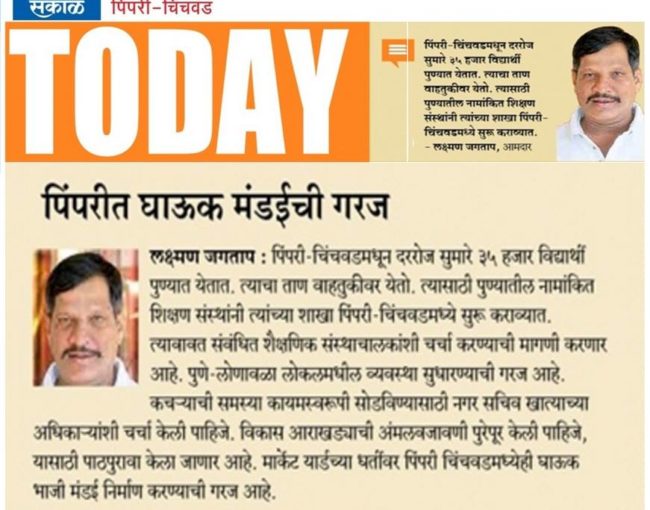 सकाळ पिंपरी-चिंचवड
TODAY
पिंपरी-चिंचवडमधून दररोज
सुमारे ३५ हजार विद्यार्थी
पुण्यात येतात. त्याचा ताण
वाहतुकीवर येतो. त्यासाठी
पुण्यातील नामांकित शिक्षण
संस्थांनी त्यांच्या शाखा पिंपरी-
चिंचवडमध्ये सुरू कराव्यात.
- लक्ष्मण जगताप, आमदार
पिंपरीत घाऊक मंडईची गरज
लक्ष्मण जगताप : पिंपरी-चिंचवडमधून दररोज सुमारे ३५ हजार विद्यार्थी
पुण्यात येतात. त्याचा ताण वाहतुकीवर येतो. त्यासाठी पुण्यातील नामांकित
शिक्षण संस्थांनी त्यांच्या शाखा पिंपरी-चिंचवडमध्ये सुरू कराव्यात.
त्याबाबत संबंधित शैक्षणिक संस्थाचालकांशी चर्चा करण्याची मागणी करणार
आहे. पुणे-लोणावळा लोकलमधील व्यवस्था सुधारण्याची गरज आहे.
कचऱ्याची समस्या कायमस्वरूपी सोडविण्यासाठी नगर सचिव खात्याच्या
अधिकाऱ्यांशी चर्चा केली पाहिजे. विकास आराखड्याची अंमलबजावणी पुरेपूर केली पाहिजे,
यासाठी पाठपुरावा केला जाणार आहे. मार्केट यार्डच्या धर्तीवर पिंपरी चिंचवडमध्येही घाऊक
भाजी मंडई निर्माण करण्याची गरज आहे.